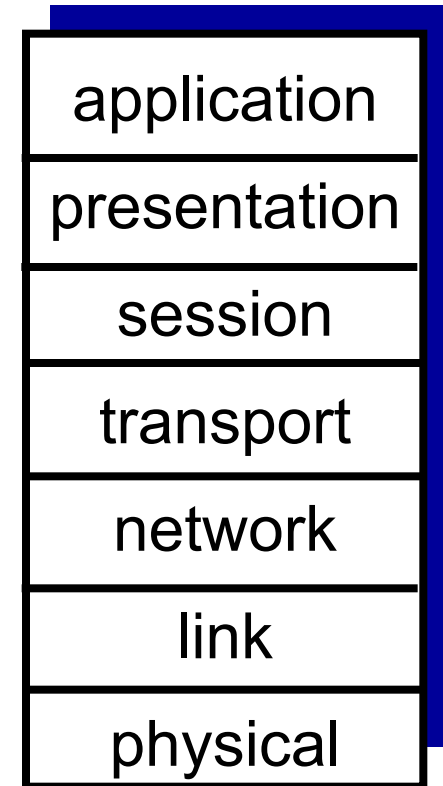 application
presentation
session
transport
network
link
physical